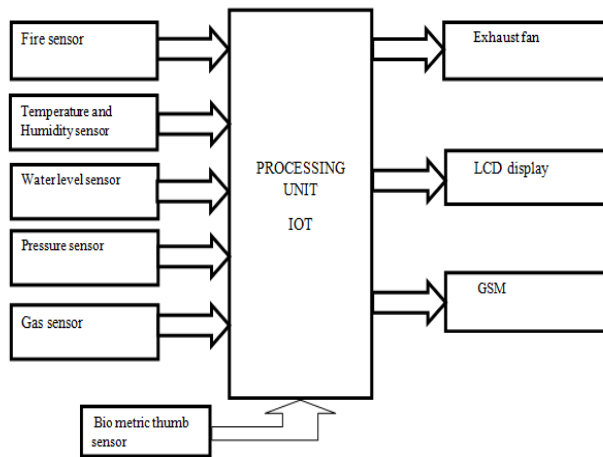 Fire sensor
Temperature and
Humidity sensor
Water level sensor
Pressure sensor
Gas sensor
Bio metric thumb
sensor
PROCESSING
UNIT
IOT
Exhaust fan
LCD display
GSM